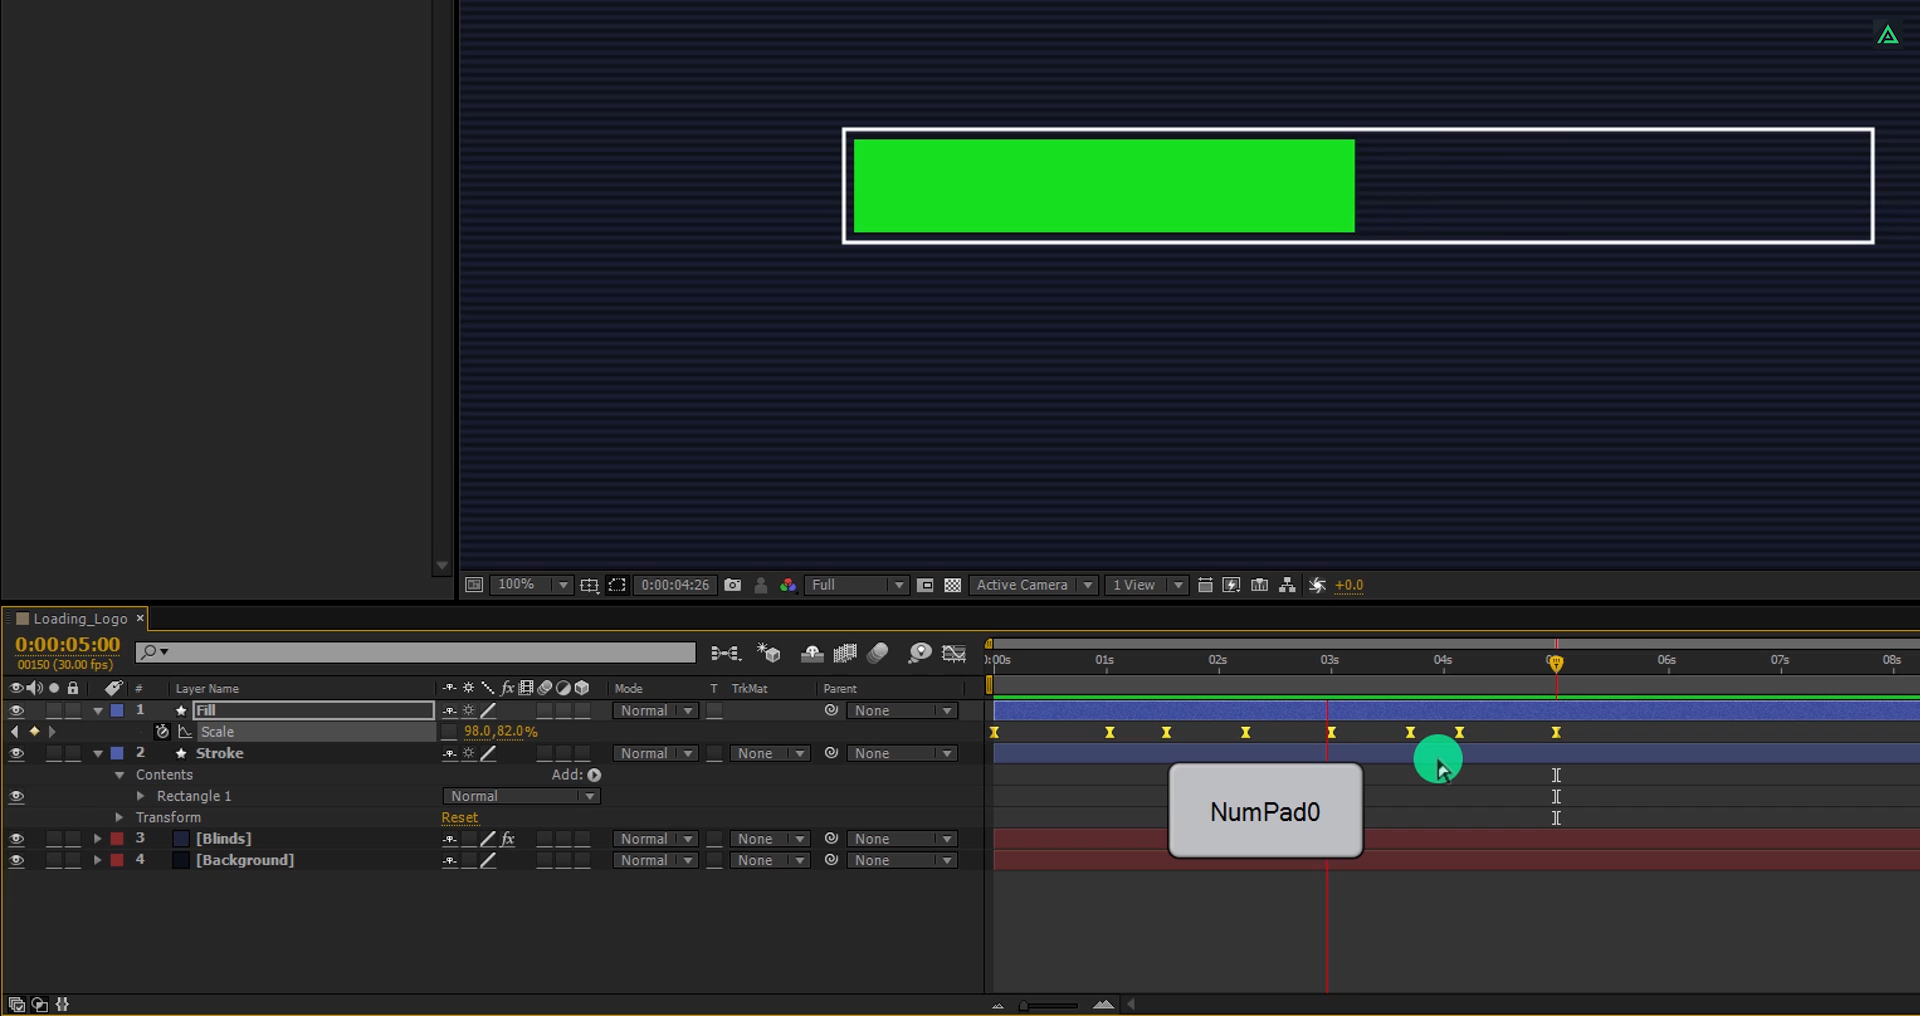 100%
0:00:04:26
Full
Active Camera
1 View
+0.0
Loading_Logo ×
0:00:05:00
00150 (30.00 fps)
:00s 01s 02s 03s 04s 06s 07s 08s
# Layer Name fx Mode T TrkMat Parent
1 Fill Normal None
Scale 98.0,82.0%
2 Stroke Normal None None
Contents Add:
Rectangle 1 Normal
Transform Reset
NumPad0
3 [Blinds] fx Normal None None
4 [Background] Normal None None